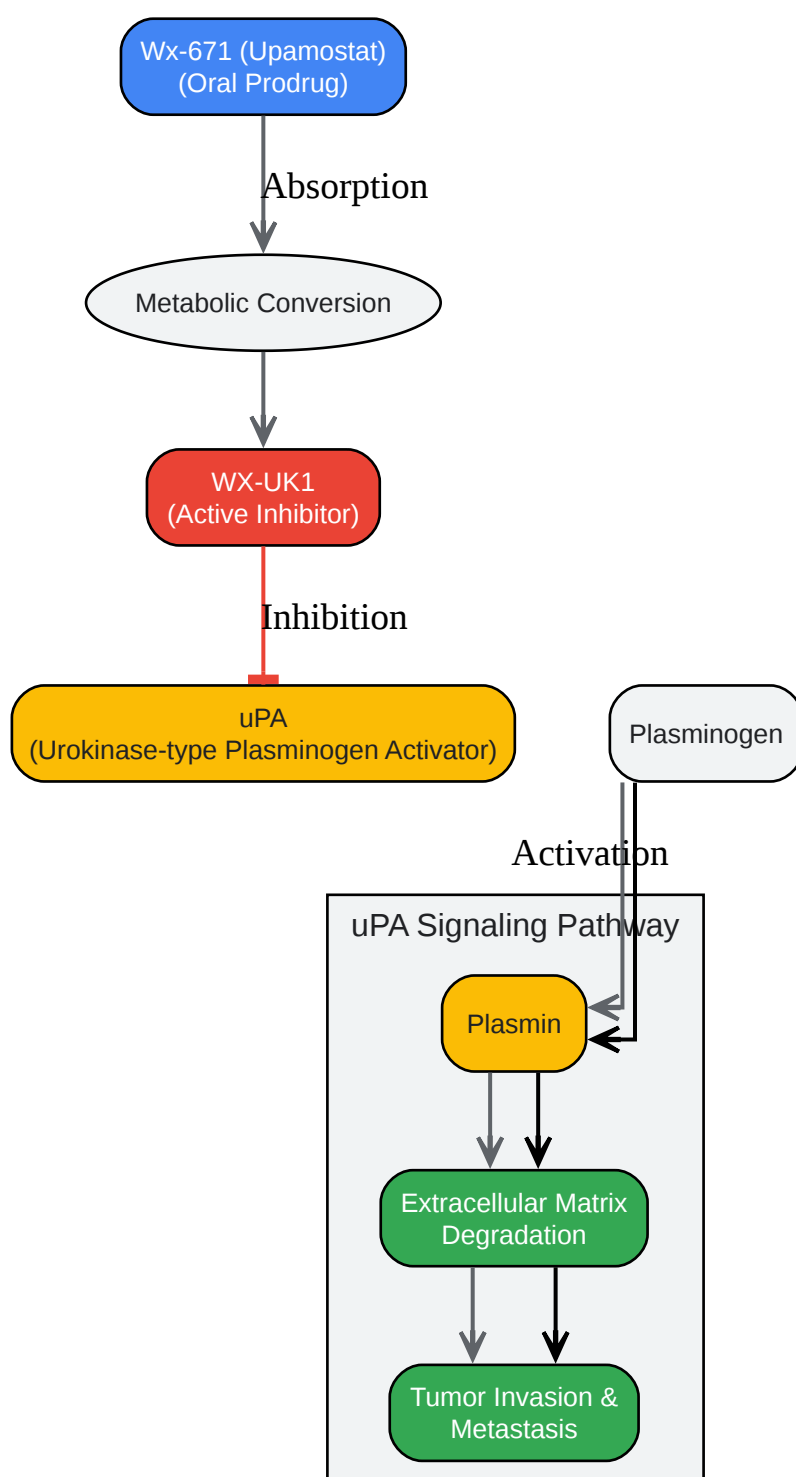 Wx-671 (Upamostat)
(Oral Prodrug)
Absorption
Metabolic Conversion
WX-UK1
(Active Inhibitor)
Inhibition
uPA
(Urokinase-type Plasminogen Activator)
Plasminogen
Activation
uPA Signaling Pathway
Plasmin
Extracellular Matrix
Degradation
Tumor Invasion &
Metastasis